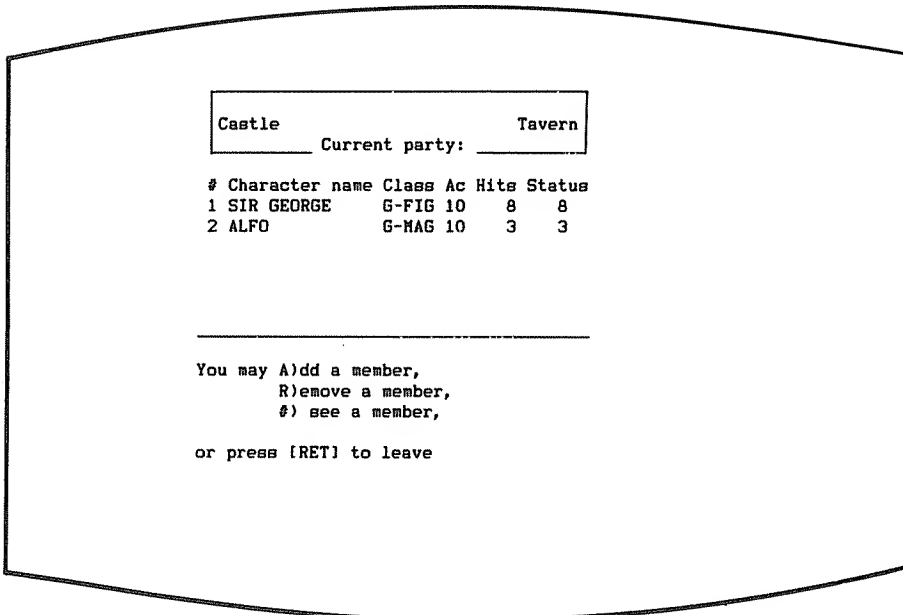 Castle Tavern
Current party:
# Character name Class Ac Hits Status
1 SIR GEORGE G-FIG 10 8 8
2 ALFO G-MAG 10 3 3
You may A)dd a member,
R)emove a member,
#) see a member,
or press [RET] to leave